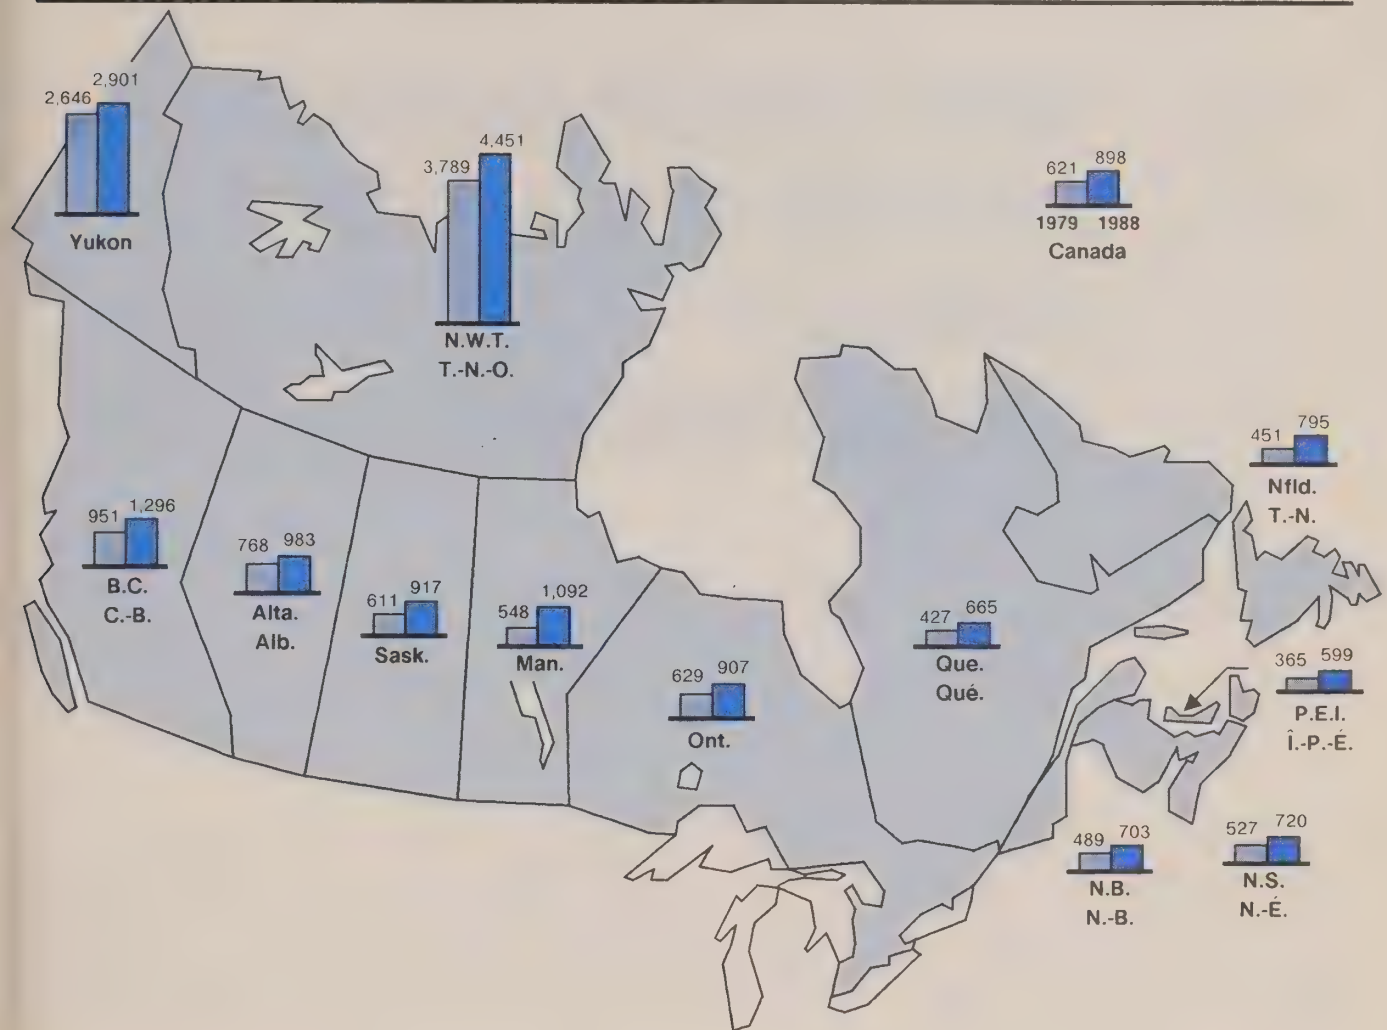 2,646 2,901
Yukon
3,789 4,451
N.W.T.
T.-N.-O.
621 898
1979 1988
Canada
451 795
Nfld.
T.-N.
951 1,296
B.C.
C.-B.
768 983
Alta.
Alb.
611 917
Sask.
548 1,092
Man.
629 907
Ont.
427 665
Que.
Qué.
365 599
P.E.I.
Î.-P.-É.
489 703
N.B.
N.-B.
527 720
N.S.
N.-É.